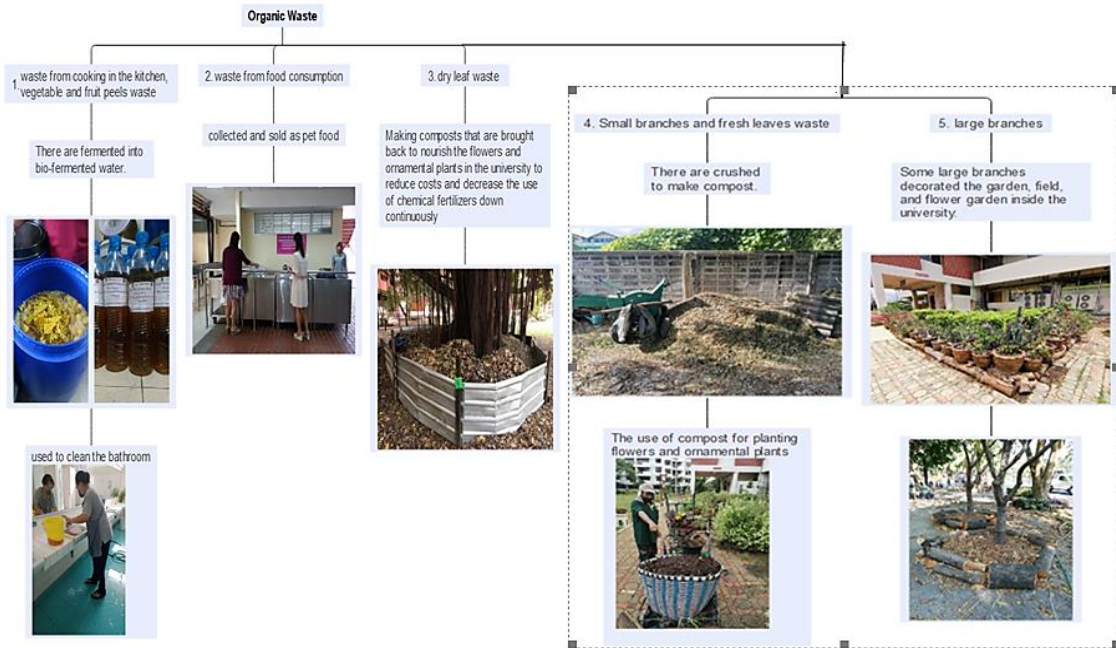 Organic Waste
1. waste from cooking in the kitchen,
vegetable and fruit peels waste
There are fermented into
bio-fermented water.
used to clean the bathroom
2. waste from food consumption
collected and sold as pet food
3. dry leaf waste
Making composts that are brought
back to nourish the flowers and
ornamental plants in the university to
reduce costs and decrease the use
of chemical fertilizers down
continuously
4. Small branches and fresh leaves waste
There are crushed
to make compost.
The use of compost for planting
flowers and ornamental plants
5. large branches
Some large branches
decorated the garden, field,
and flower garden inside the
university.